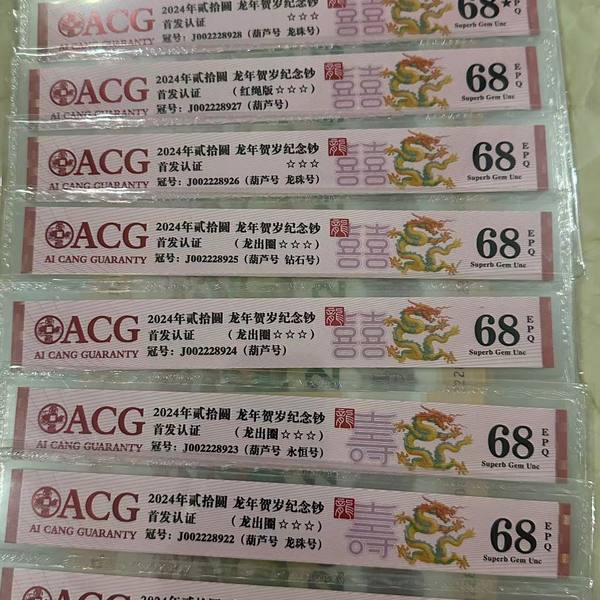 ACG
AI CANG GUARANTY
2024年贰拾圆 龙年贺岁纪念钞
首发认证 ☆☆☆
冠号：J002228928（葫芦号 龙珠号）
68★
Superb Gem Unc
ACG
AI CANG GUARANTY
2024年贰拾圆 龙年贺岁纪念钞
首发认证 （红绳版☆☆☆）
冠号：J002228927（葫芦号）
龍
68
EPQ
Superb Gem Unc
ACG
AI CANG GUARANTY
2024年贰拾圆 龙年贺岁纪念钞
首发认证 ☆☆☆
冠号：J002228926（葫芦号 龙珠号）
龍
68
EPQ
Superb Gem Unc
ACG
AI CANG GUARANTY
2024年贰拾圆 龙年贺岁纪念钞
首发认证 （龙出圈☆☆☆）
冠号：J002228925（葫芦号 钻石号）
龍
68
EPQ
Superb Gem Unc
ACG
AI CANG GUARANTY
2024年贰拾圆 龙年贺岁纪念钞
首发认证 （龙出圈☆☆☆）
冠号：J002228924（葫芦号）
龍
68
EPQ
Superb Gem Unc
ACG
AI CANG GUARANTY
2024年贰拾圆 龙年贺岁纪念钞
首发认证 （龙出圈☆☆☆）
冠号：J002228923（葫芦号 永恒号）
龍
68
EPQ
Superb Gem Unc
ACG
AI CANG GUARANTY
2024年贰拾圆 龙年贺岁纪念钞
首发认证 （龙出圈☆☆☆）
冠号：J002228922（葫芦号 龙珠号）
龍
68
EPQ
Superb Gem Unc